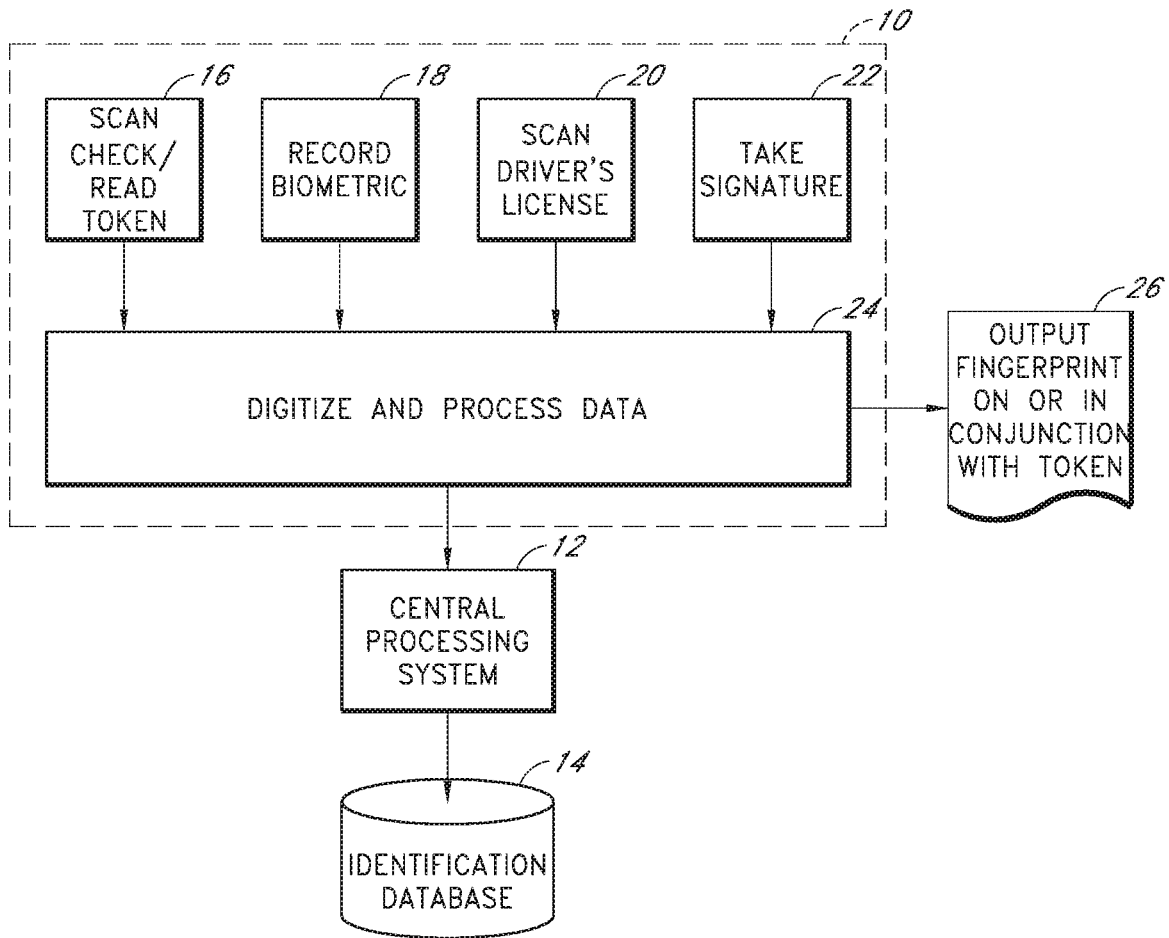 10
16
18
20
22
SCAN
CHECK/
READ
TOKEN
RECORD
BIOMETRIC
SCAN
DRIVER'S
LICENSE
TAKE
SIGNATURE
24
DIGITIZE AND PROCESS DATA
26
OUTPUT
FINGERPRINT
ON OR IN
CONJUNCTION
WITH TOKEN
12
CENTRAL
PROCESSING
SYSTEM
14
IDENTIFICATION
DATABASE